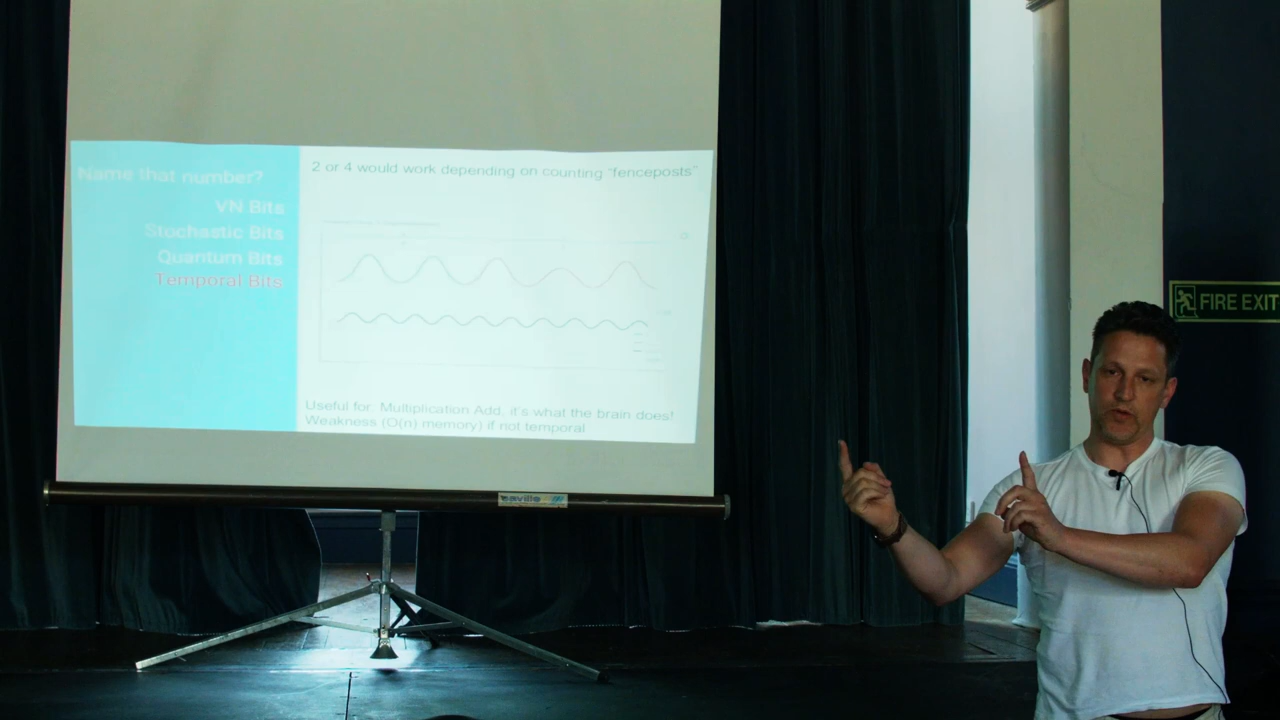 Name that number?
VN Bits
Stochastic Bits
Quantum Bits
Temporal Bits
2 or 4 would work depending on counting "fenceposts"
Useful for, Multiplication Add, it's what the brain does!
Weakness (O(n) memory) if not temporal
saville
FIRE EXIT